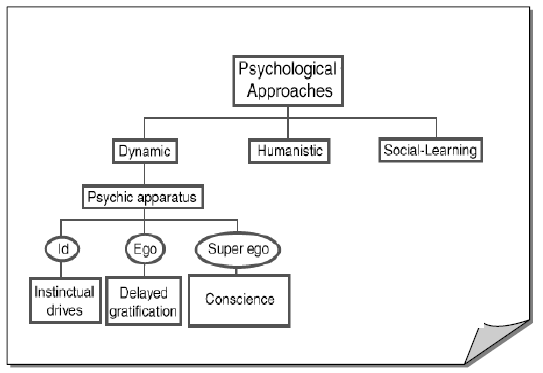 Psychological
Approaches
Dynamic
Humanistic
Social-Learning
Psychic apparatus
Id
Ego
Super ego
Instinctual
drives
Delayed
gratification
Conscience